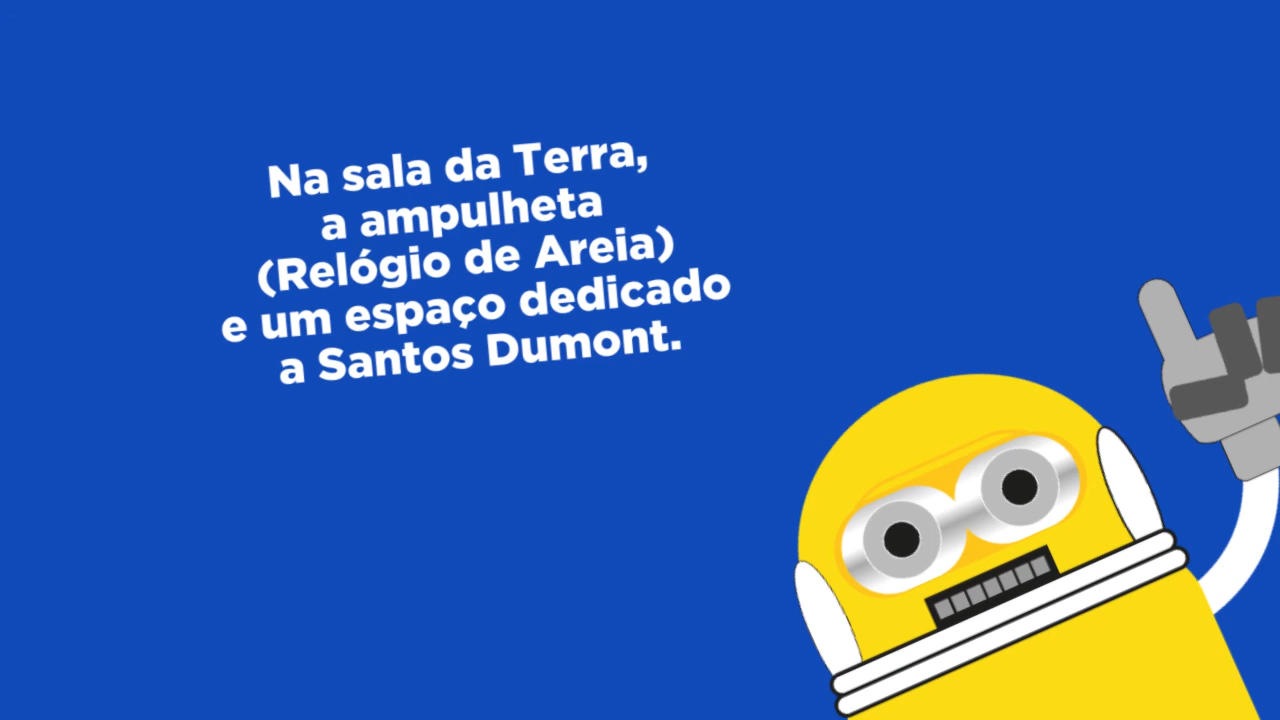 Na sala da Terra,
a ampulheta
(Relógio de Areia)
e um espaço dedicado
a Santos Dumont.